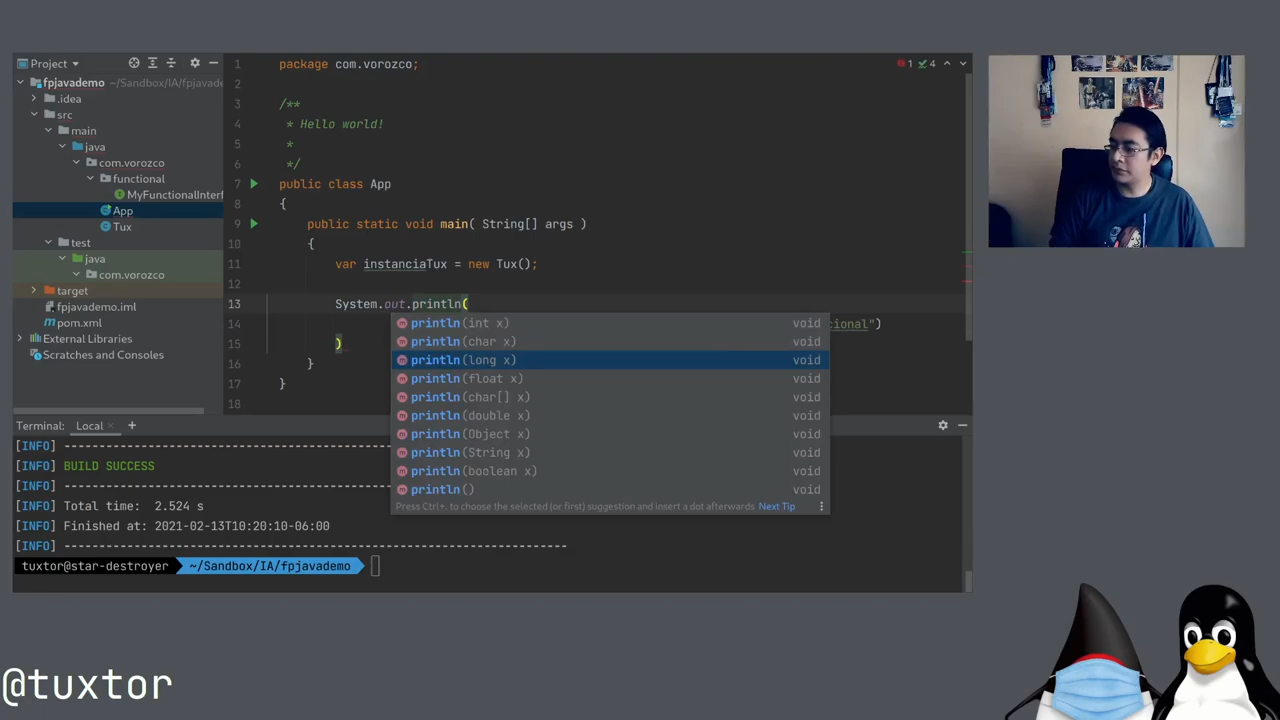 Project
fpjavademo ~/Sandbox/IA/fpjavade
.idea
src
main
java
com.vorozco
functional
MyFunctionalInterf
App
Tux
test
java
com.vorozco
target
fpjavademo.iml
pom.xml
External Libraries
Scratches and Consoles
1 package com.vorozco;
2
3 /**
4 * Hello world!
5 *
6 */
7 public class App
8 {
9 public static void main( String[] args )
10 {
11 var instanciaTux = new Tux();
12
13 System.out.println(
14 cional")
15 )
16 }
17 }
18
1 4
println(int x) void
println(char x) void
println(long x) void
println(float x) void
println(char[] x) void
println(double x) void
println(Object x) void
println(String x) void
println(boolean x) void
println() void
Press Ctrl+. to choose the selected (or first) suggestion and insert a dot afterwards Next Tip
Terminal: Local × +
[INFO] ------------------------------------------------------------------------
[INFO] BUILD SUCCESS
[INFO] ------------------------------------------------------------------------
[INFO] Total time: 2.524 s
[INFO] Finished at: 2021-02-13T10:20:10-06:00
[INFO] ------------------------------------------------------------------------
tuxtor@star-destroyer ~/Sandbox/IA/fpjavademo
@tuxtor